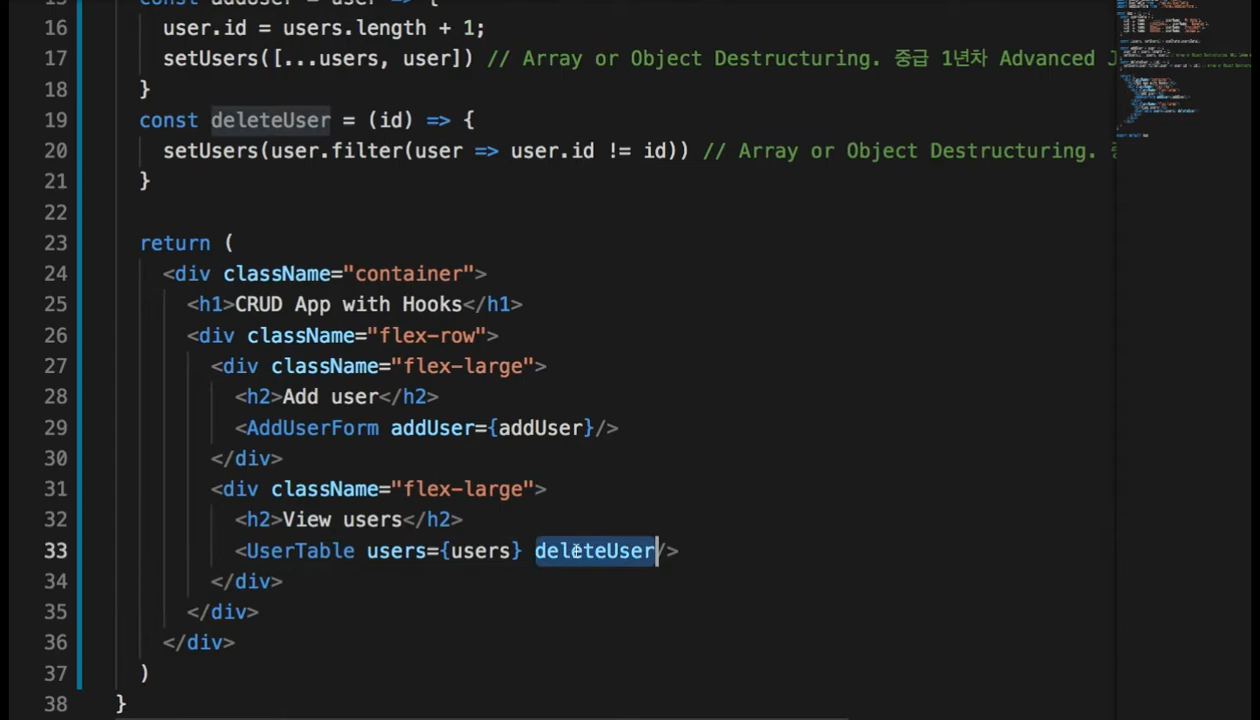 15 const addUser = user => {
16 user.id = users.length + 1;
17 setUsers([...users, user]) // Array or Object Destructuring. 중급 1년차 Advanced J
18 }
19 const deleteUser = (id) => {
20 setUsers(user.filter(user => user.id != id)) // Array or Object Destructuring.
21 }
22
23 return (
24 <div className="container">
25 <h1>CRUD App with Hooks</h1>
26 <div className="flex-row">
27 <div className="flex-large">
28 <h2>Add user</h2>
29 <AddUserForm addUser={addUser}/>
30 </div>
31 <div className="flex-large">
32 <h2>View users</h2>
33 <UserTable users={users} deleteUser/>
34 </div>
35 </div>
36 </div>
37 )
38 }